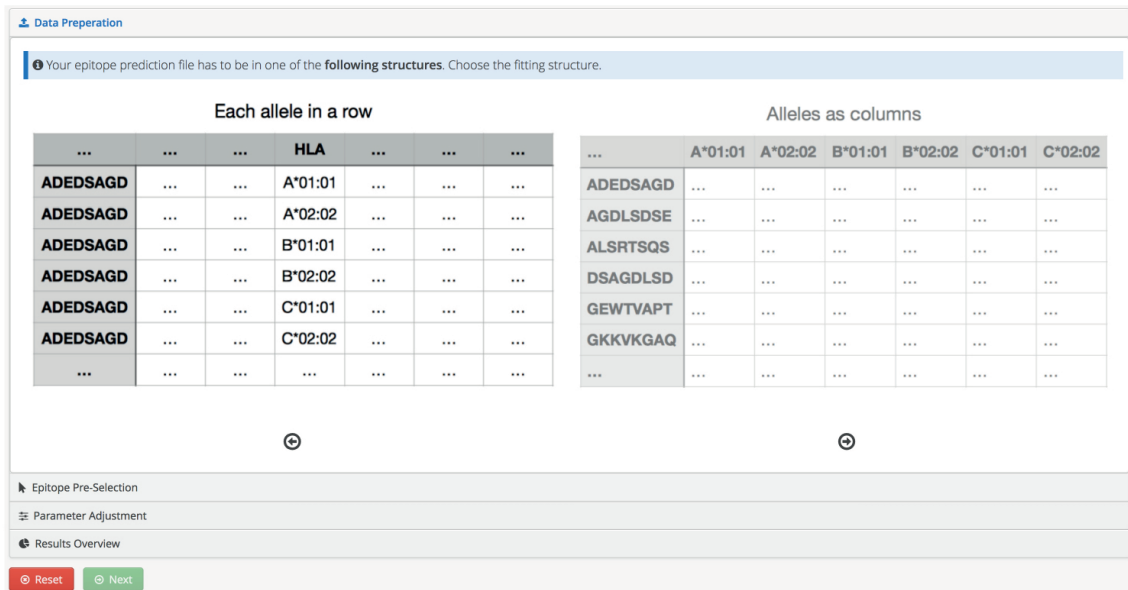 Data Preperation
Your epitope prediction file has to be in one of the following structures. Choose the fitting structure.
Each allele in a row
... ... ... HLA ... ... ...
ADEDSAGD ... ... A*01:01 ... ... ...
ADEDSAGD ... ... A*02:02 ... ... ...
ADEDSAGD ... ... B*01:01 ... ... ...
ADEDSAGD ... ... B*02:02 ... ... ...
ADEDSAGD ... ... C*01:01 ... ... ...
ADEDSAGD ... ... C*02:02 ... ... ...
... ... ... ... ... ... ...
Alleles as columns
... A*01:01 A*02:02 B*01:01 B*02:02 C*01:01 C*02:02
ADEDSAGD ... ... ... ... ... ...
AGDLSDSE ... ... ... ... ... ...
ALSRTSQS ... ... ... ... ... ...
DSAGDLSD ... ... ... ... ... ...
GEWTVAPT ... ... ... ... ... ...
GKKVKGAQ ... ... ... ... ... ...
... ... ... ... ... ... ...
Epitope Pre-Selection
Parameter Adjustment
Results Overview
Reset Next